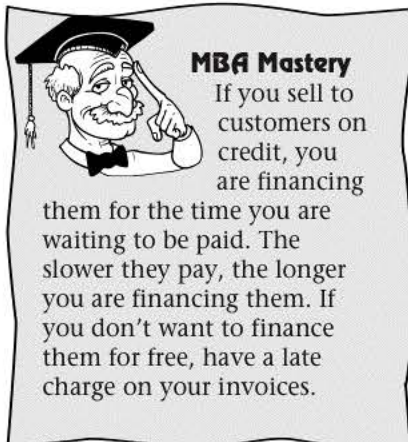 MBA Mastery
If you sell to
customers on
credit, you
are financing
them for the time you are
waiting to be paid. The
slower they pay, the longer
you are financing them. If
you don’t want to finance
them for free, have a late
charge on your invoices.